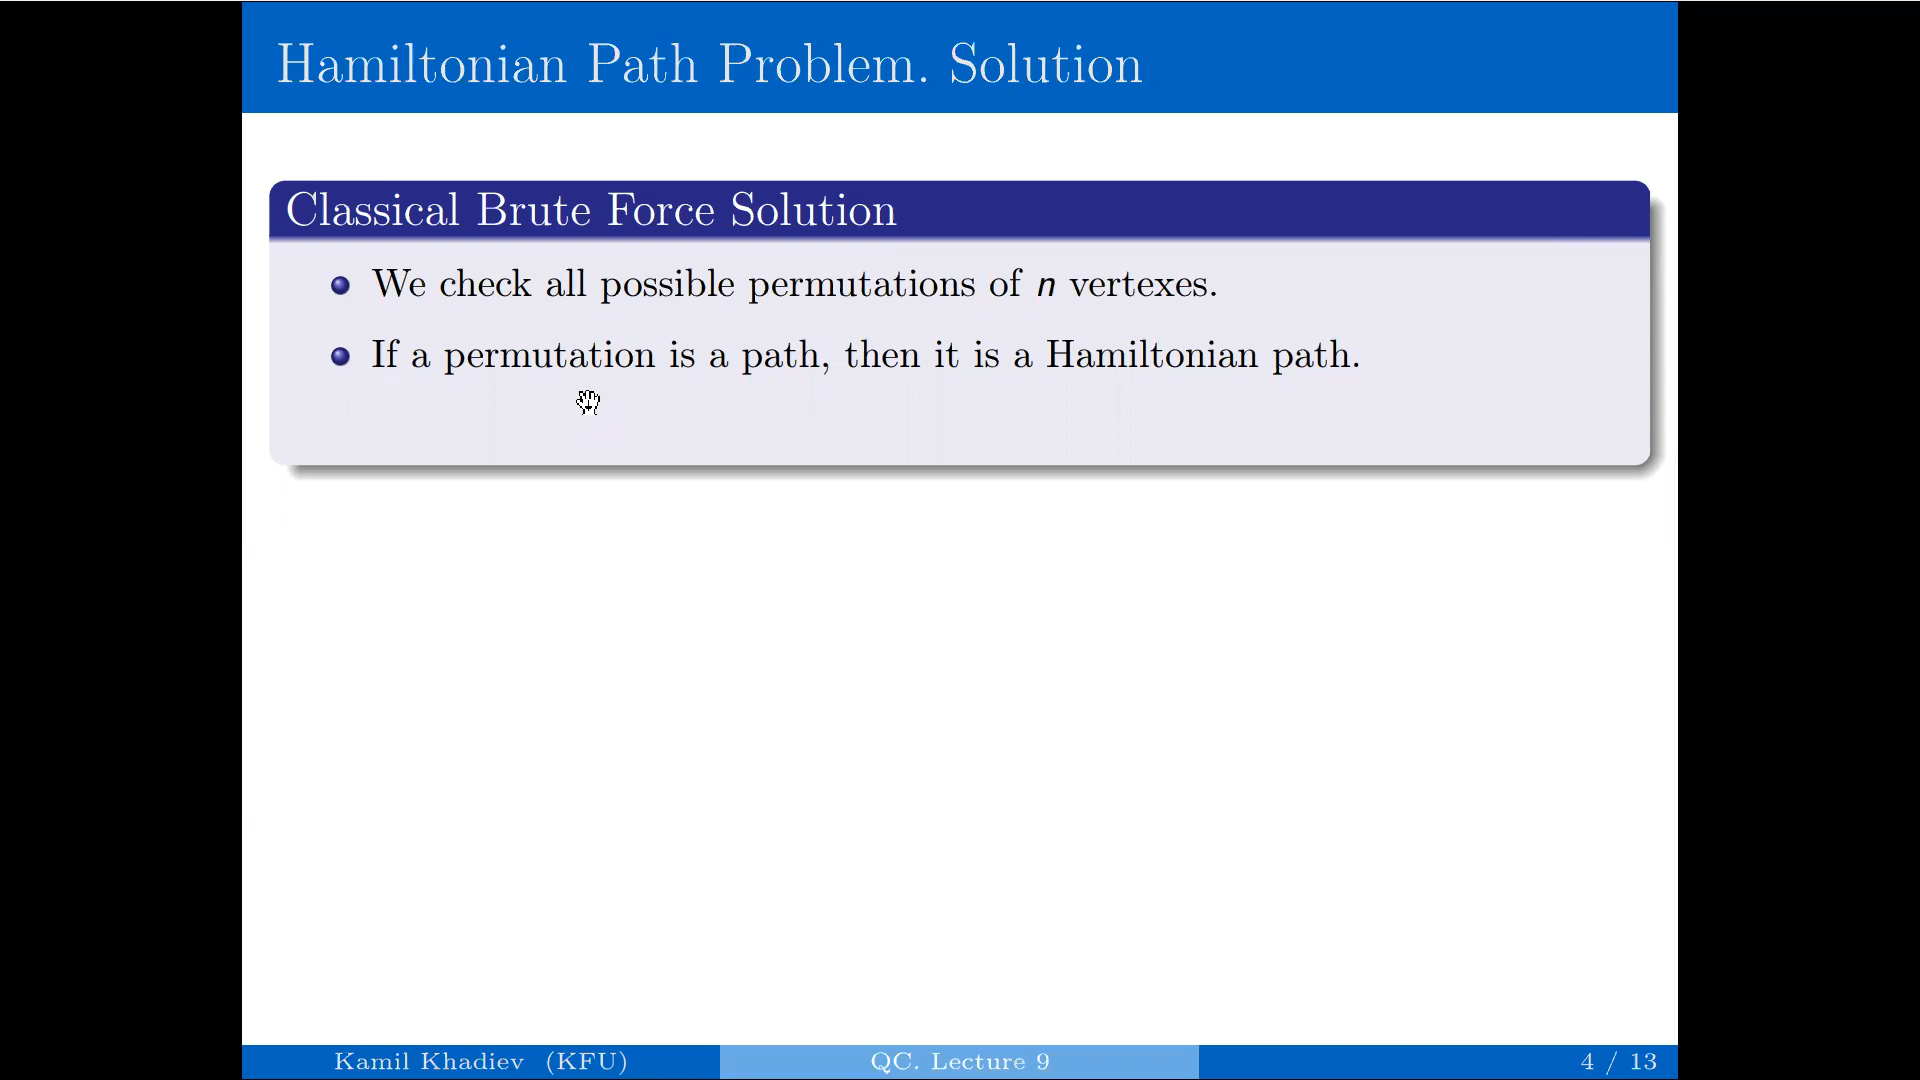 Hamiltonian Path Problem. Solution
Classical Brute Force Solution
We check all possible permutations of n vertexes.
If a permutation is a path, then it is a Hamiltonian path.
Kamil Khadiev (KFU)
QC. Lecture 9
4 / 13